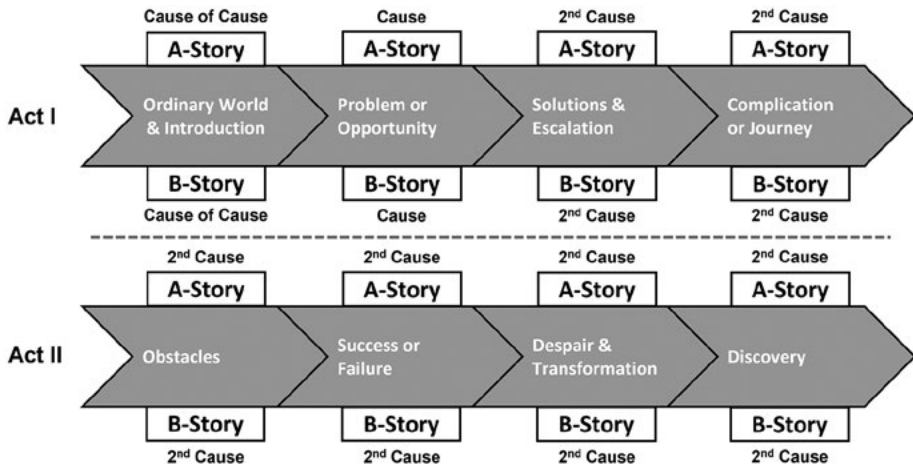 Cause of World Cause 2nd Cause 2nd Cause
A-Story A-Story A-Story A-Story
Act I
Ordinary World
& Introduction
Problem or
Opportunity
Solutions &
Escalation
Complication
or Journey
B-Story B-Story B-Story B-Story
Cause of Cause Cause 2nd Cause 2nd Cause
2nd Cause 2nd Cause 2nd Cause 2nd Cause
A-Story A-Story A-Story A-Story
Act II
Obstacles
Success or
Failure
Despair &
Transformation
Discovery
B-Story B-Story B-Story B-Story
2nd Cause 2nd Cause 2nd Cause 2nd Cause